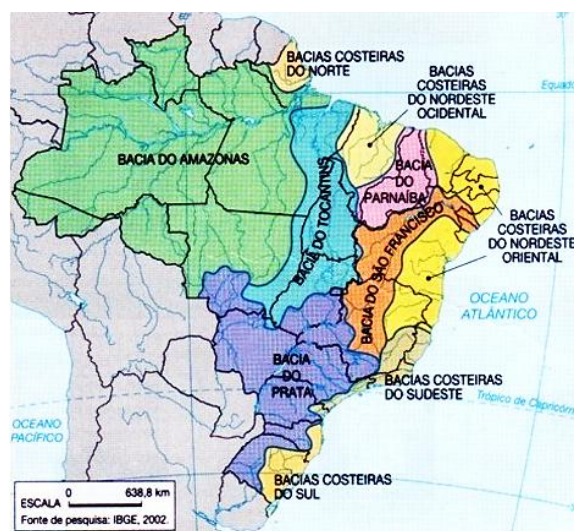 60°
20°
BACIAS COSTEIRAS
DO NORTE
BACIAS
COSTEIRAS
DO NORDESTE
OCIDENTAL
Equador
BACIA DO AMAZONAS
BACIA DO TOCANTINS
BACIA
DO
PARNAÍBA
BACIA DO SÃO FRANCISCO
BACIAS
COSTEIRAS
DO NORDESTE
ORIENTAL
OCEANO
ATLÂNTICO
BACIA
DO
PRATA
BACIAS COSTEIRAS
DO SUDESTE
Trópico de Capricórnio
OCEANO
PACÍFICO
BACIAS COSTEIRAS
DO SUL
ESCALA 0 638,8 km
Fonte de pesquisa: IBGE, 2002.